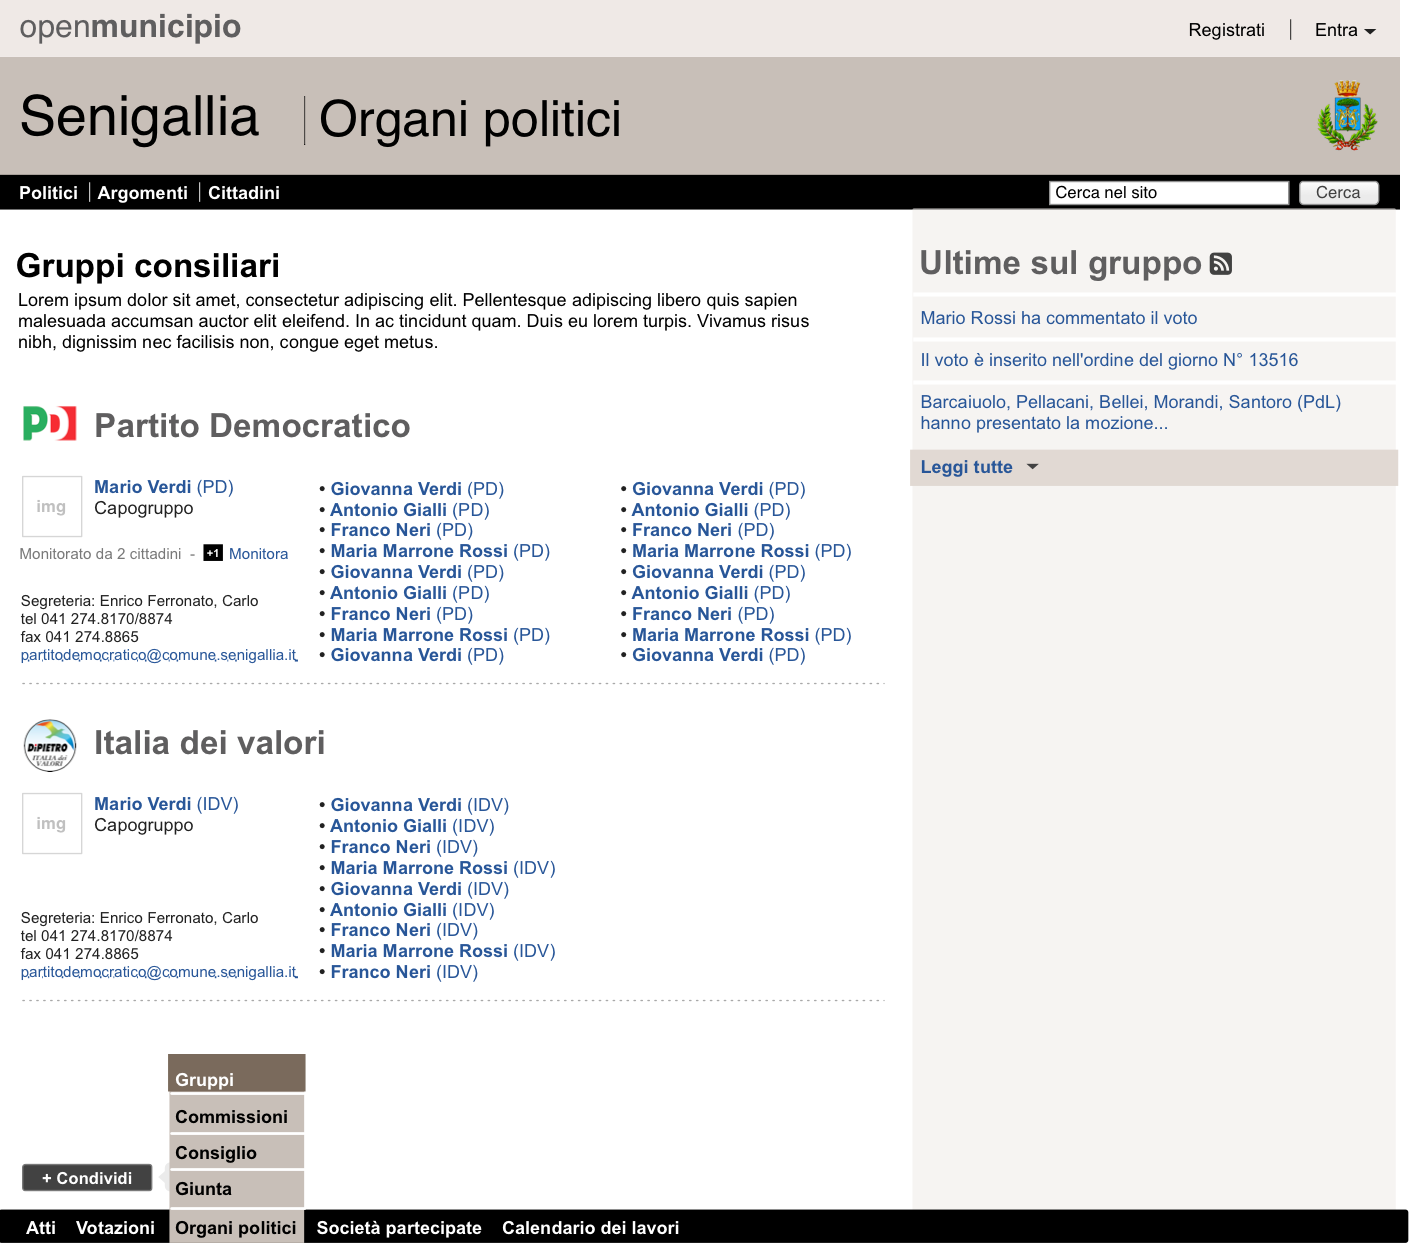 openmunicipio
Registrati
Entra
Senigallia
Organi politici
Politici
Argomenti
Cittadini
Cerca nel sito
Cerca
Gruppi consiliari
Lorem ipsum dolor sit amet, consectetur adipiscing elit. Pellentesque adipiscing libero quis sapien
malesuada accumsan auctor elit eleifend. In ac tincidunt quam. Duis eu lorem turpis. Vivamus risus
nibh, dignissim nec facilisis non, congue eget metus.
PD
Partito Democratico
img
Mario Verdi (PD)
Capogruppo
Monitorato da 2 cittadini - +1 Monitora
Segreteria: Enrico Ferronato, Carlo
tel 041 274.8170/8874
fax 041 274.8865
partitodemocratico@comune.senigallia.it,
• Giovanna Verdi (PD)
• Antonio Gialli (PD)
• Franco Neri (PD)
• Maria Marrone Rossi (PD)
• Giovanna Verdi (PD)
• Antonio Gialli (PD)
• Franco Neri (PD)
• Maria Marrone Rossi (PD)
• Giovanna Verdi (PD)
• Giovanna Verdi (PD)
• Antonio Gialli (PD)
• Franco Neri (PD)
• Maria Marrone Rossi (PD)
• Giovanna Verdi (PD)
• Antonio Gialli (PD)
• Franco Neri (PD)
• Maria Marrone Rossi (PD)
• Giovanna Verdi (PD)
DiPIETRO
ITALIA dei
VALORI
Italia dei valori
img
Mario Verdi (IDV)
Capogruppo
Segreteria: Enrico Ferronato, Carlo
tel 041 274.8170/8874
fax 041 274.8865
partitodemocratico@comune.senigallia.it,
• Giovanna Verdi (IDV)
• Antonio Gialli (IDV)
• Franco Neri (IDV)
• Maria Marrone Rossi (IDV)
• Giovanna Verdi (IDV)
• Antonio Gialli (IDV)
• Franco Neri (IDV)
• Maria Marrone Rossi (IDV)
• Franco Neri (IDV)
Ultime sul gruppo
Mario Rossi ha commentato il voto
Il voto è inserito nell'ordine del giorno N° 13516
Barcaiuolo, Pellacani, Bellei, Morandi, Santoro (PdL)
hanno presentato la mozione...
Leggi tutte
Gruppi
Commissioni
Consiglio
Giunta
+ Condividi
Atti
Votazioni
Organi politici
Società partecipate
Calendario dei lavori